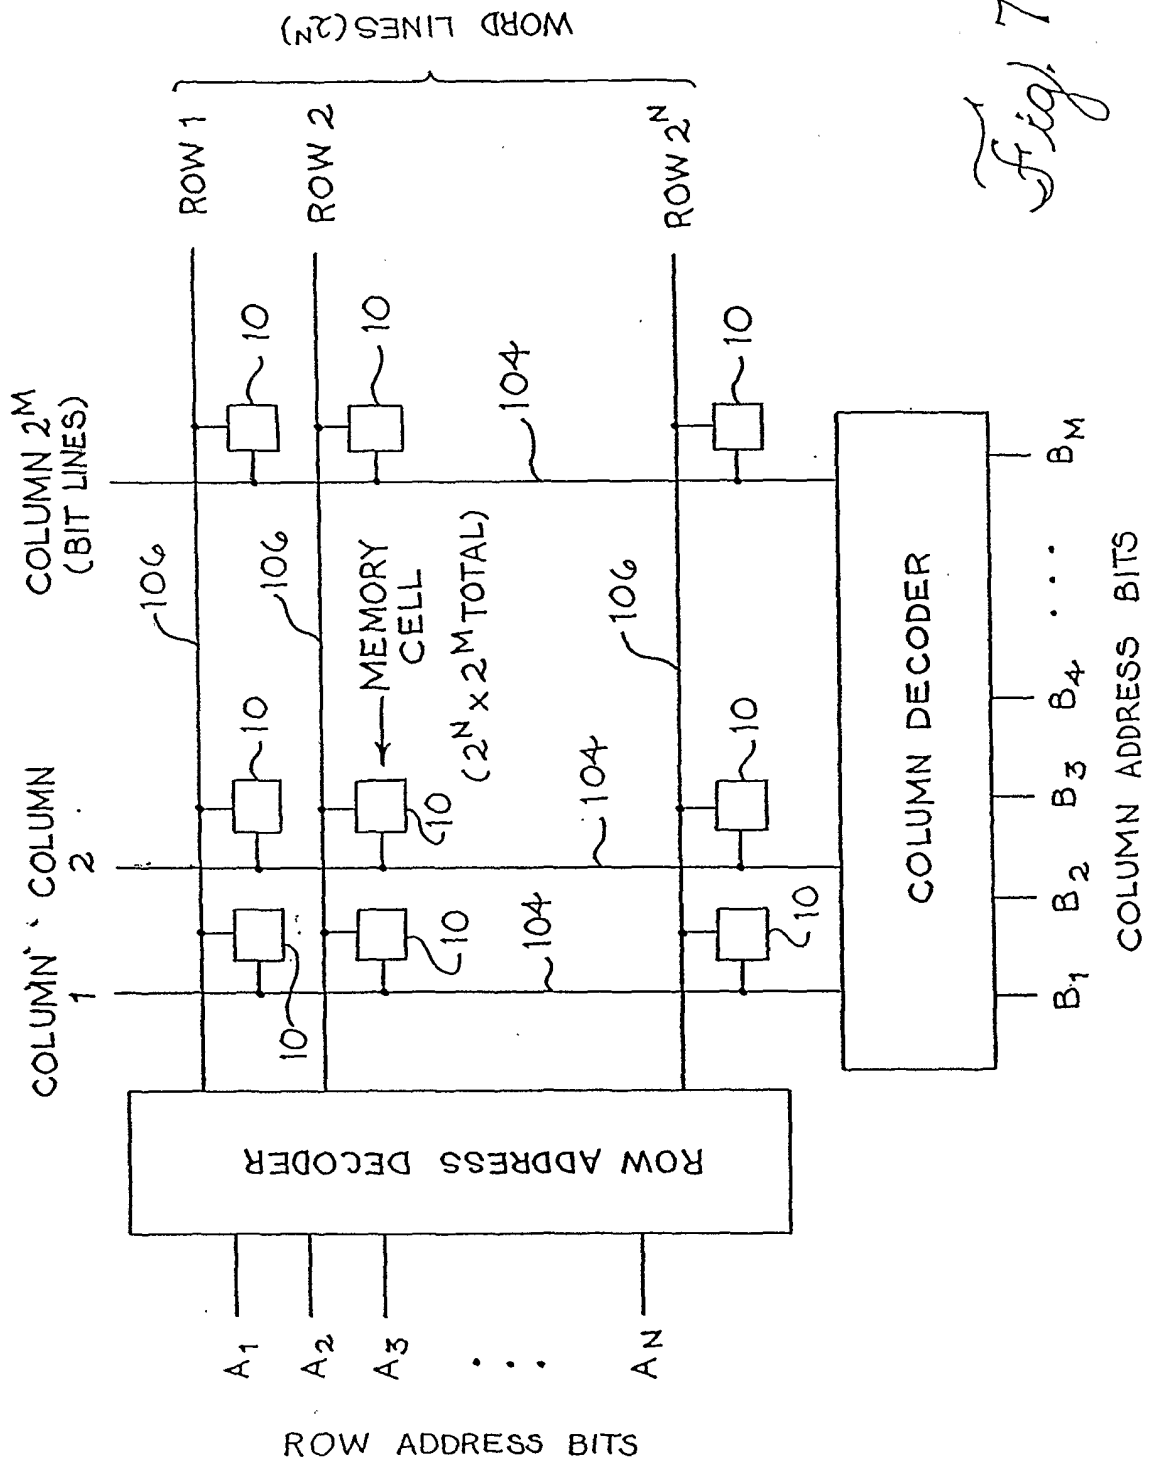 COLUMN 1
COLUMN 2
COLUMN 2^M
(BIT LINES)
106
ROW 1
10
10
10
106
ROW 2
WORD LINES (2^N)
10
10
10
MEMORY
CELL
(2^N X 2^M TOTAL)
104
104
104
106
ROW 2^N
10
10
10
ROW ADDRESS DECODER
A1
A2
A3
...
AN
ROW ADDRESS BITS
COLUMN DECODER
B1
B2
B3
B4
...
BM
COLUMN ADDRESS BITS
Fig. 7